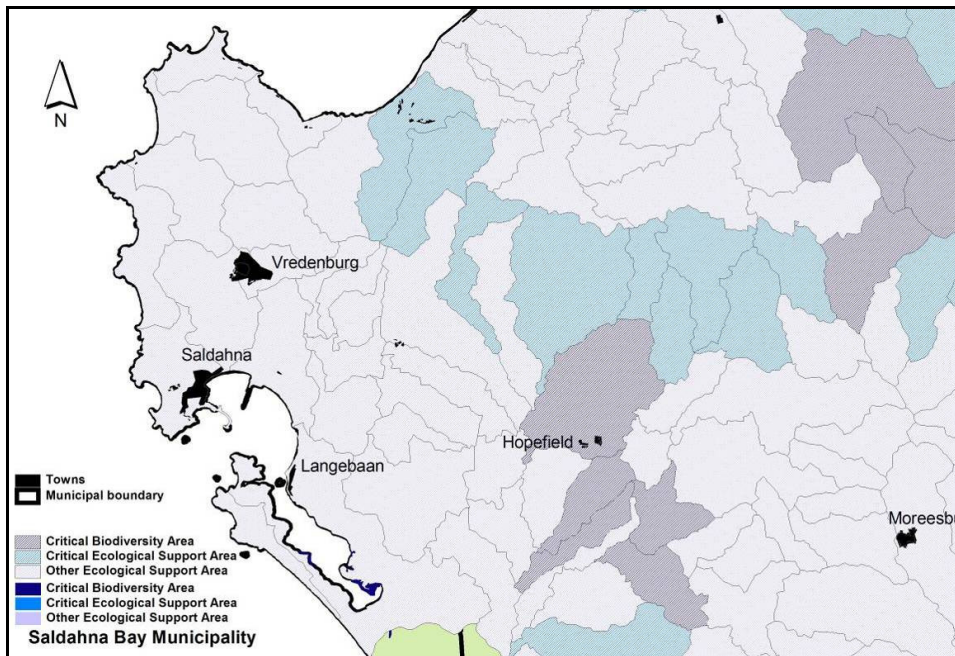 N
Vredenburg
Saldahna
Hopefield
Langebaan
Moreesbu
Towns
Municipal boundary
Critical Biodiversity Area
Critical Ecological Support Area
Other Ecological Support Area
Critical Biodiversity Area
Critical Ecological Support Area
Other Ecological Support Area
Saldahna Bay Municipality